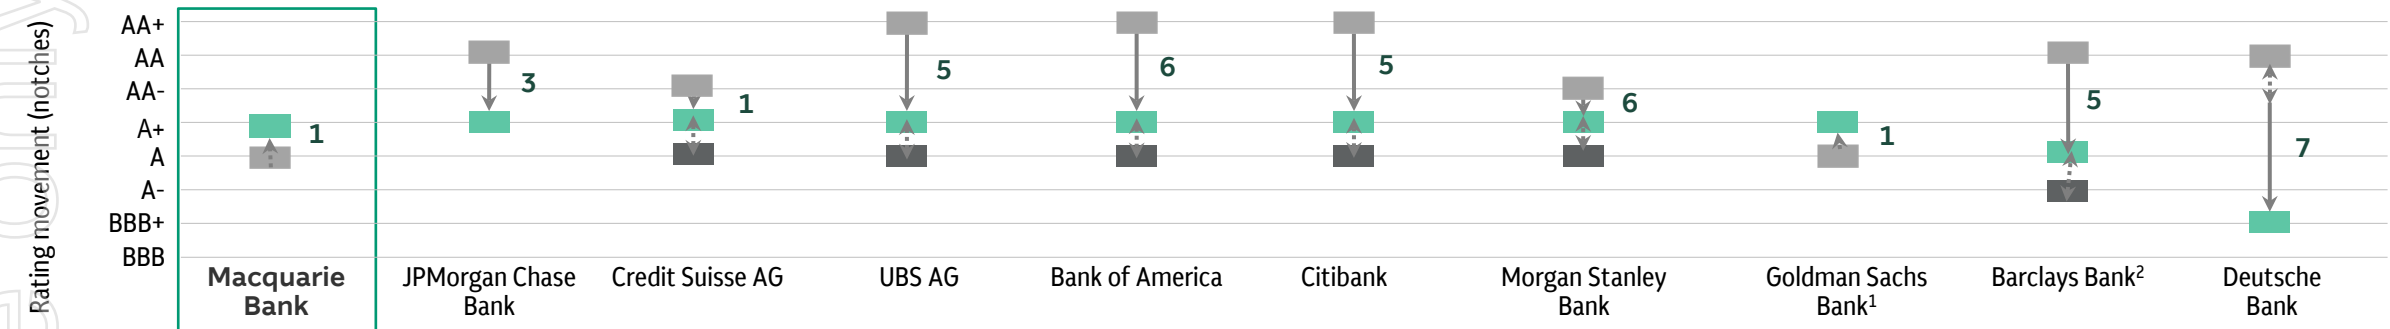 Rating movement (notches)
AA+
AA
AA-
A+
A
A-
BBB+
BBB
1
3
1
5
6
5
6
1
5
7
Macquarie
Bank
JPMorgan Chase
Bank
Credit Suisse AG
UBS AG
Bank of America
Citibank
Morgan Stanley
Bank
Goldman Sachs
Bank1
Barclays Bank2
Deutsche
Bank